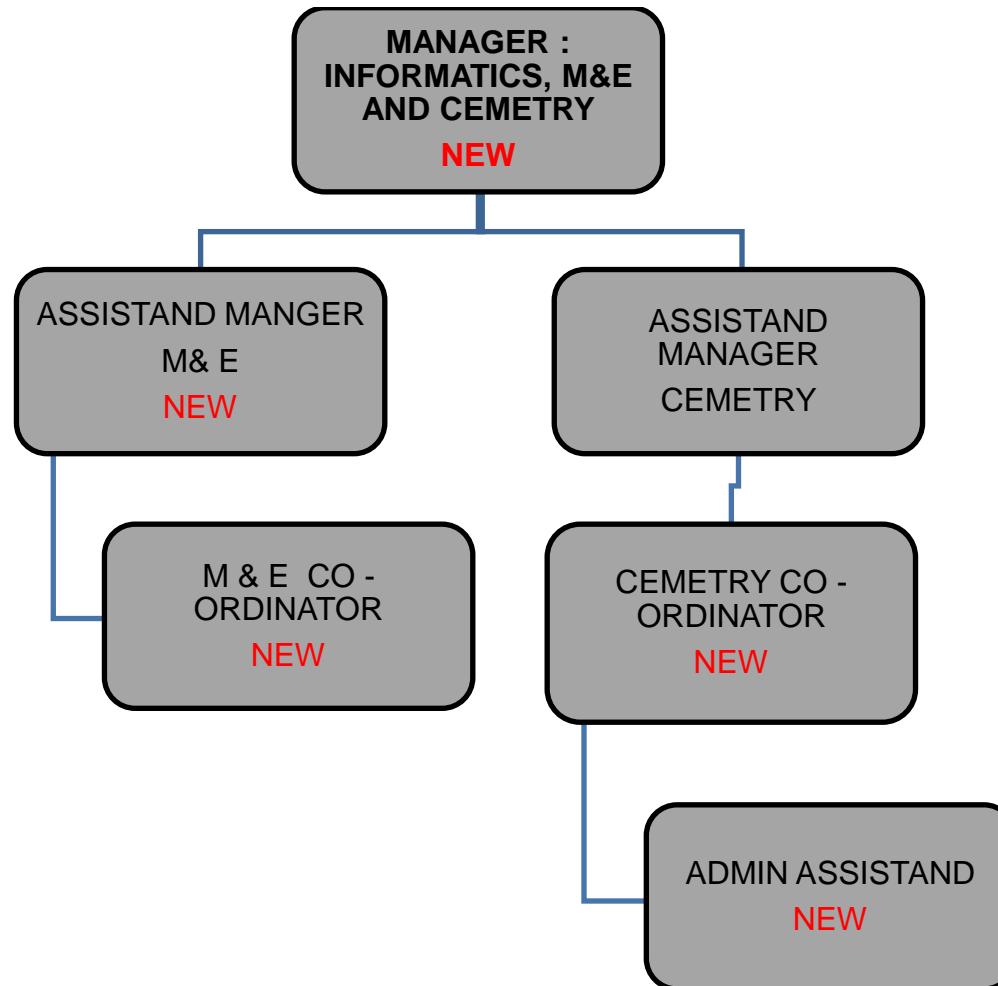 MANAGER :
INFORMATICS, M&E
AND CEMETRY
NEW
ASSISTAND MANGER
M& E
NEW
ASSISTAND
MANAGER
CEMETRY
M & E  CO -
ORDINATOR
NEW
CEMETRY CO -
ORDINATOR
NEW
ADMIN ASSISTAND
NEW